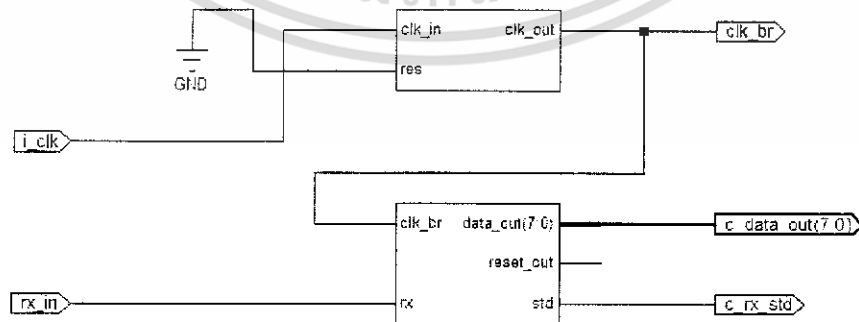 clk_in
clk_out
clk_br
res
GND
i_clk
clk_br
data_out(7:0)
c_data_out(7:0)
reset_out
rx_in
rx
std
c_rx_std